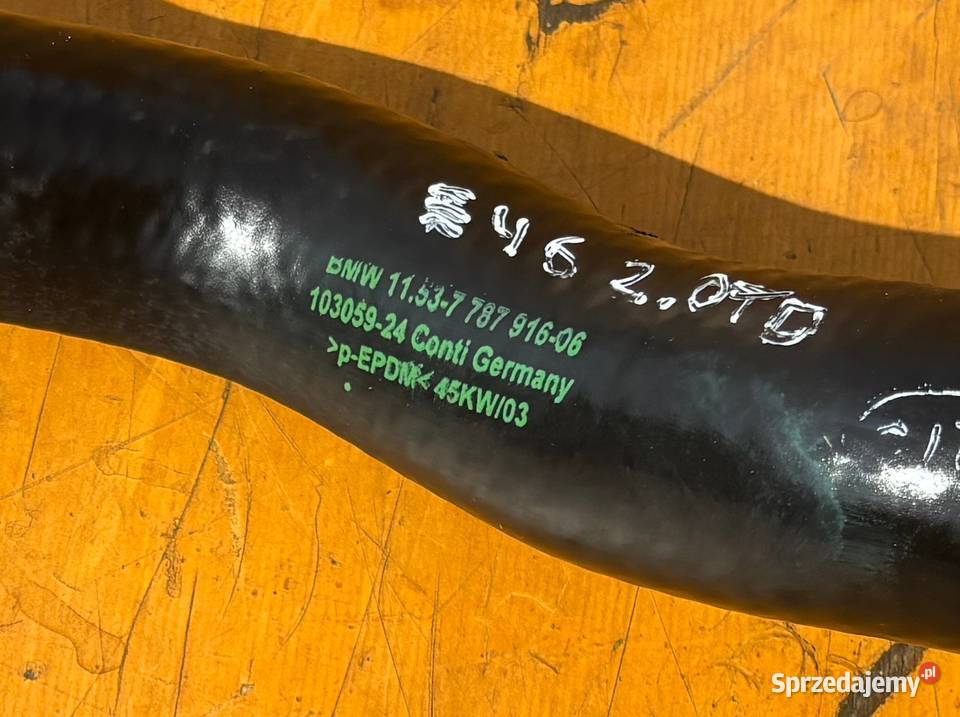 E46 2.0TD
BMW 11.53-7 787 916-06
103059-24 Conti Germany
>p-EPDM< 45KW/03
Sprzedajemy.pl